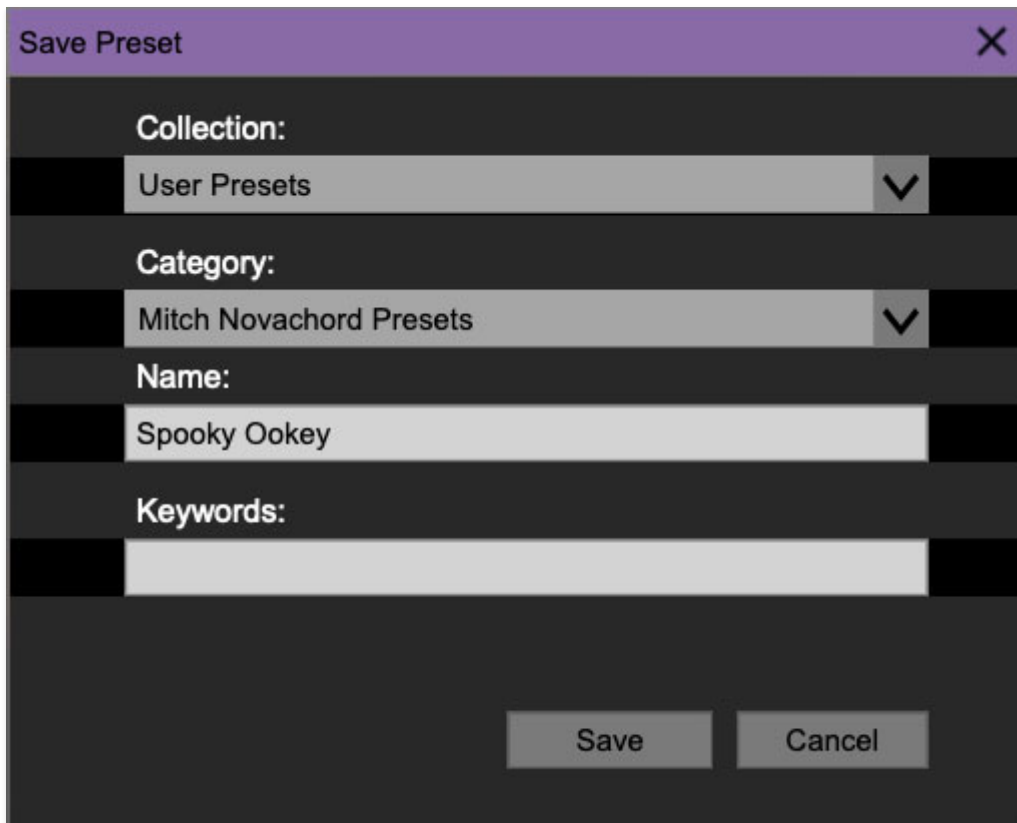 Save Preset
Collection:
User Presets
Category:
Mitch Novachord Presets
Name:
Spooky Ookey
Keywords:
Save Cancel